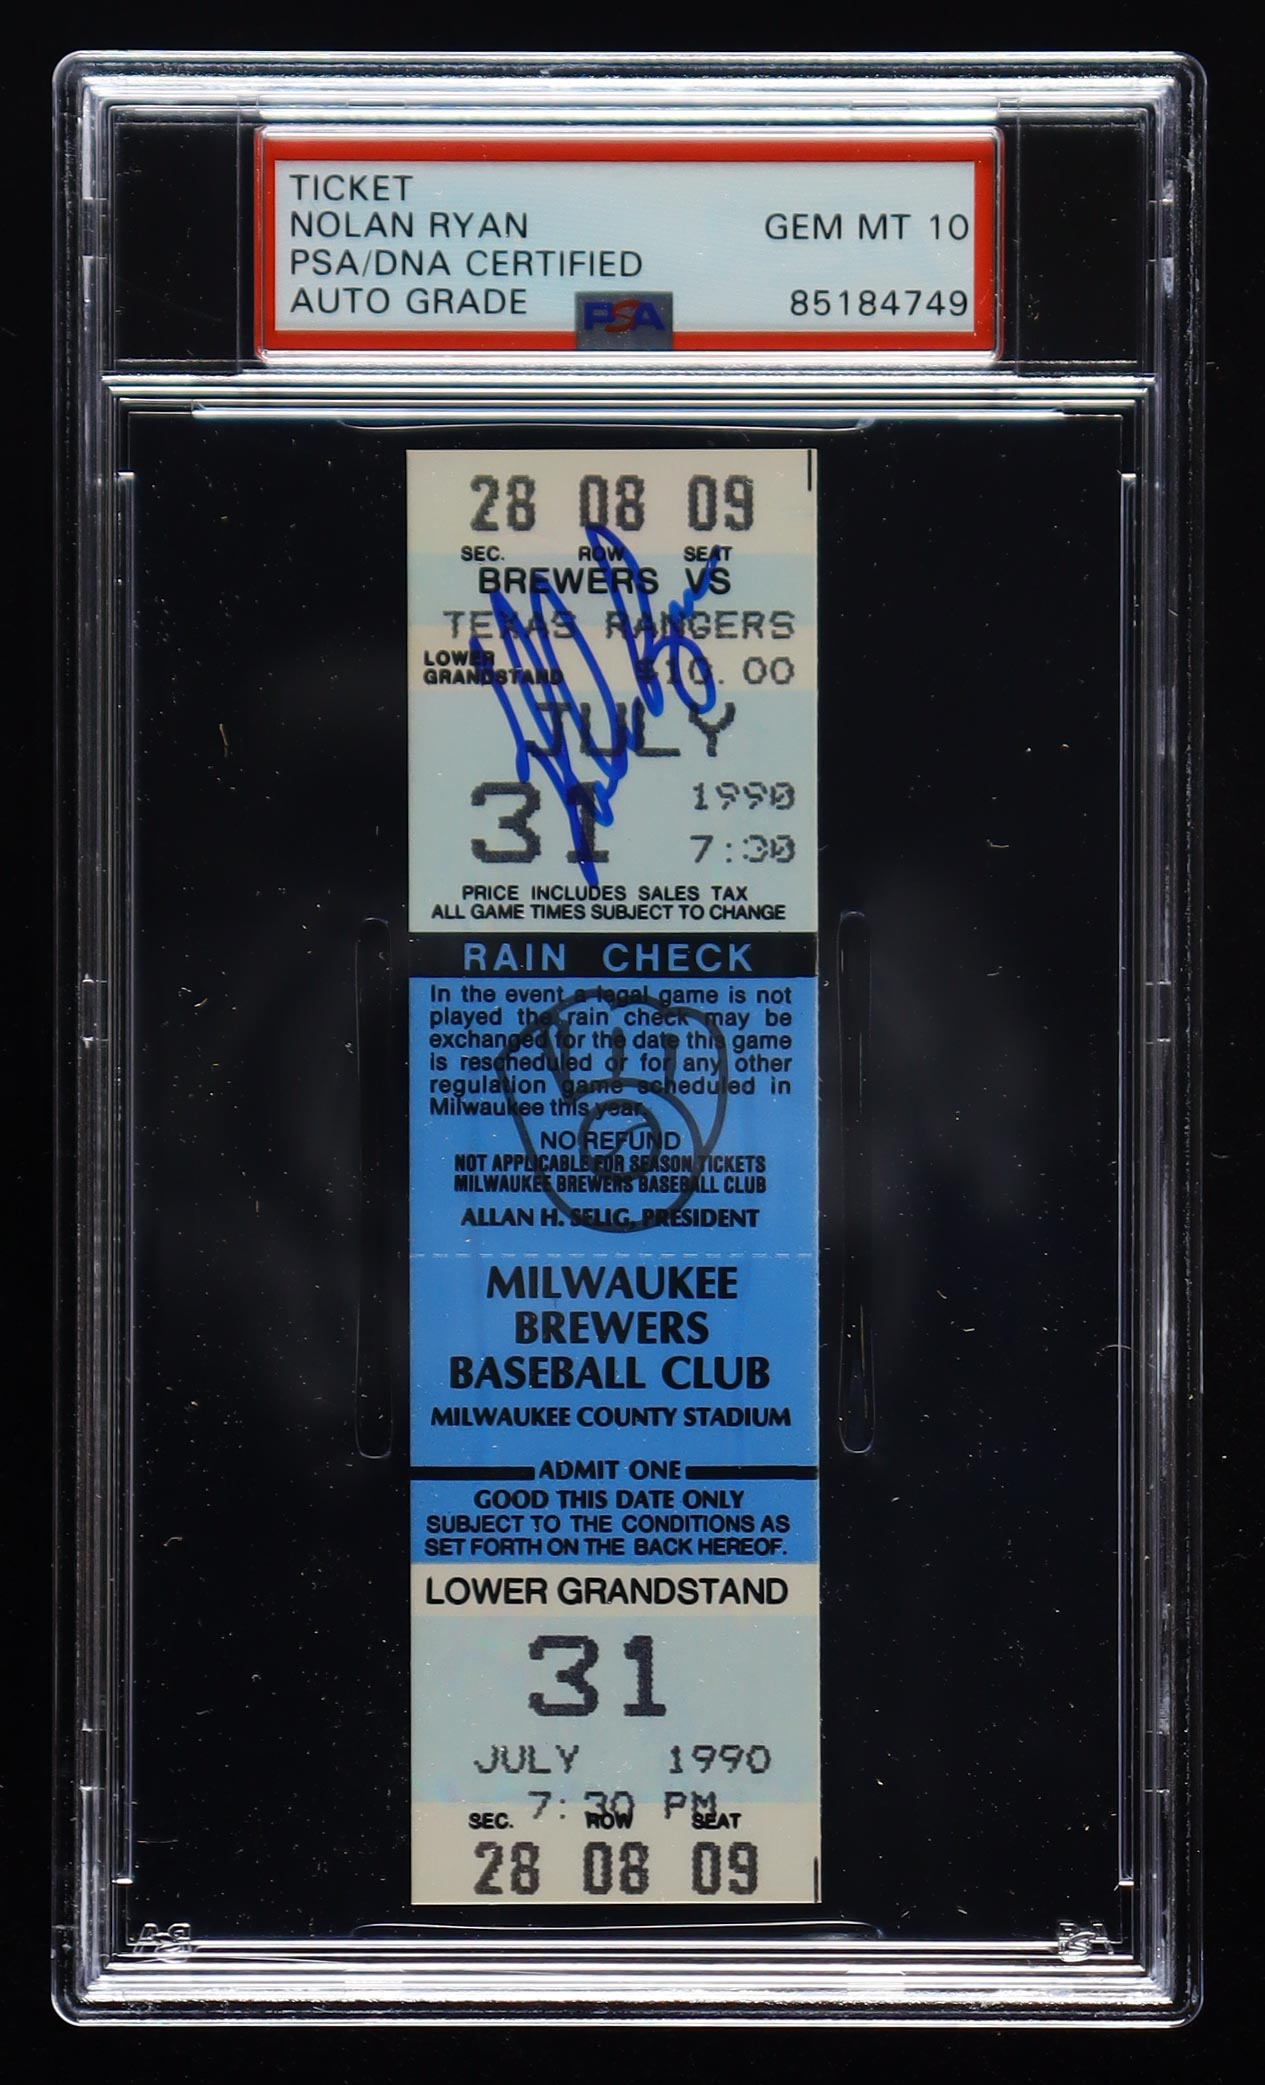 TICKET
NOLAN RYAN
PSA/DNA CERTIFIED
AUTO GRADE
GEM MT 10
85184749
PSA
28 08 09
SEC. ROW SEAT
BREWERS VS
TEXAS RANGERS
LOWER
GRANDSTAND
$10.00
JULY
31 1990
7:30
PRICE INCLUDES SALES TAX
ALL GAME TIMES SUBJECT TO CHANGE
RAIN CHECK
In the event a legal game is not
played the rain check may be
exchanged for the date this game
is rescheduled or for any other
regulation game scheduled in
Milwaukee this year.
NO REFUND
NOT APPLICABLE FOR SEASON TICKETS
MILWAUKEE BREWERS BASEBALL CLUB
ALLAN H. SELIG, PRESIDENT
MILWAUKEE
BREWERS
BASEBALL CLUB
MILWAUKEE COUNTY STADIUM
ADMIT ONE
GOOD THIS DATE ONLY
SUBJECT TO THE CONDITIONS AS
SET FORTH ON THE BACK HEREOF.
LOWER GRANDSTAND
31
JULY 1990
7:30 PM
SEC. ROW SEAT
28 08 09
PSA
PSA